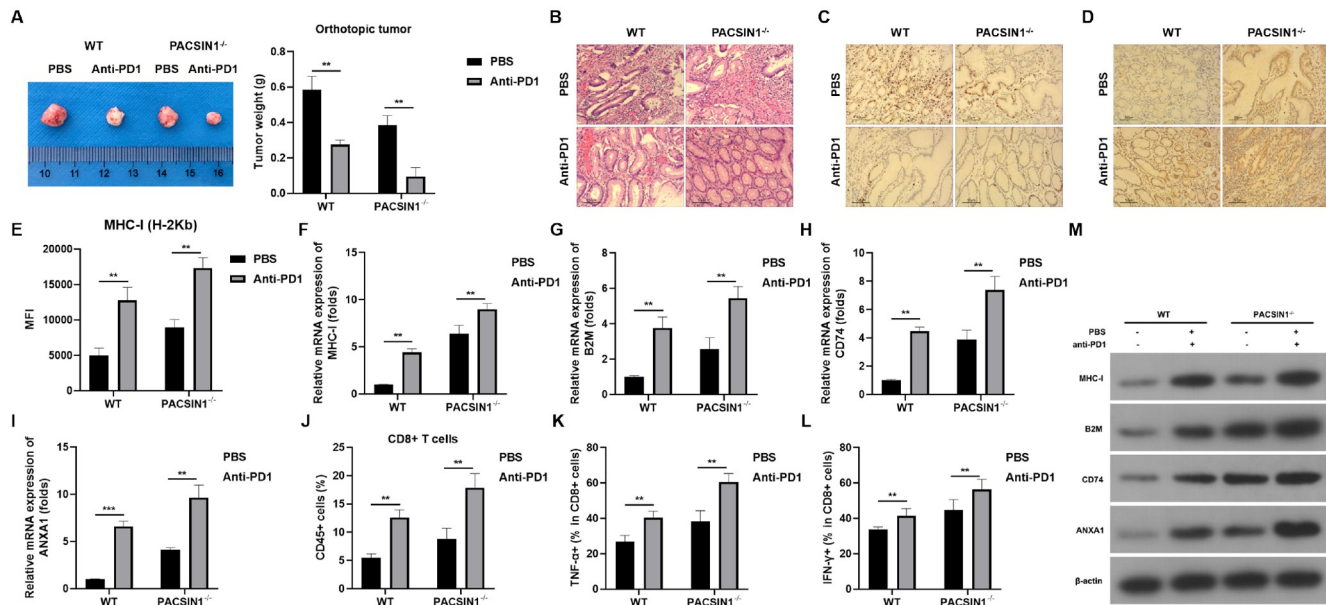 A
WT PACSIN1-/-
PBS Anti-PD1 PBS Anti-PD1
10 11 12 13 14 15 16
Orthotopic tumor
Tumor weight (g)
0.8
0.6
0.4
0.2
0.0
**
**
WT PACSIN1-/-
PBS
Anti-PD1
B
WT PACSIN1-/-
PBS
Anti-PD1
C
WT PACSIN1-/-
PBS
Anti-PD1
D
WT PACSIN1-/-
PBS
Anti-PD1
E
MHC-I (H-2Kb)
MFI
20000
15000
10000
5000
0
**
**
WT PACSIN1-/-
PBS
Anti-PD1
F
Relative mRNA expression of
MHC-I (folds)
15
10
5
0
**
**
WT PACSIN1-/-
PBS
Anti-PD1
G
Relative mRNA expression of
B2M (folds)
8
6
4
2
0
**
**
WT PACSIN1-/-
PBS
Anti-PD1
H
Relative mRNA expression of
CD74 (folds)
10
8
6
4
2
0
**
**
WT PACSIN1-/-
PBS
Anti-PD1
I
Relative mRNA expression of
ANXA1 (folds)
15
10
5
0
***
**
WT PACSIN1-/-
PBS
Anti-PD1
J
CD8+ T cells
CD45+ cells (%)
25
20
15
10
5
0
**
**
WT PACSIN1-/-
PBS
Anti-PD1
K
TNF-α+ (% in CD8+ cells)
80
60
40
20
0
**
**
WT PACSIN1-/-
PBS
Anti-PD1
L
IFN-γ+ (% in CD8+ cells)
80
60
40
20
0
**
**
WT PACSIN1-/-
PBS
Anti-PD1
M
WT PACSIN1-/-
- + - + PBS
- + - + anti-PD1
MHC-I
B2M
CD74
ANXA1
β-actin